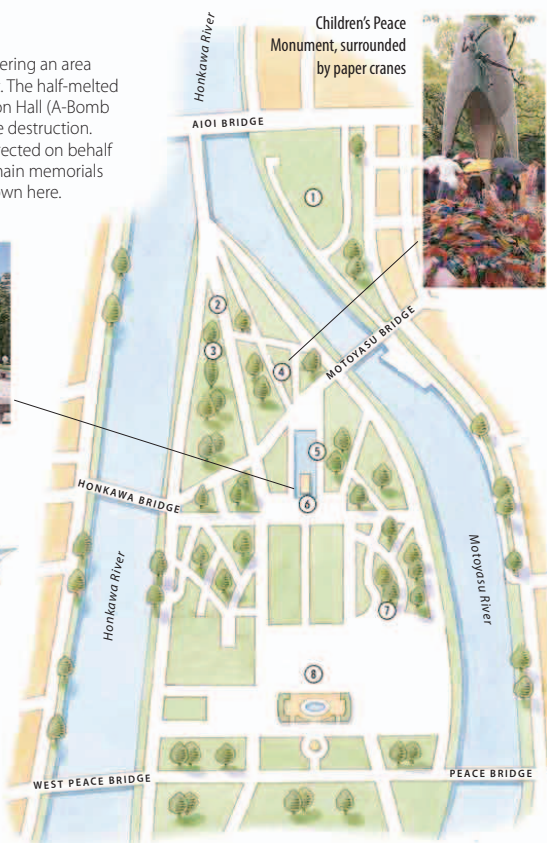 ering an area
. The half-melted
on Hall (A-Bomb
e destruction.
ected on behalf
main memorials
own here.
Children's Peace
Monument, surrounded
by paper cranes
Honkawa River
AIOI BRIDGE
1
2
3
4
MOTOYASU BRIDGE
5
6
HONKAWA BRIDGE
Honkawa River
Motoyasu River
7
8
WEST PEACE BRIDGE
PEACE BRIDGE